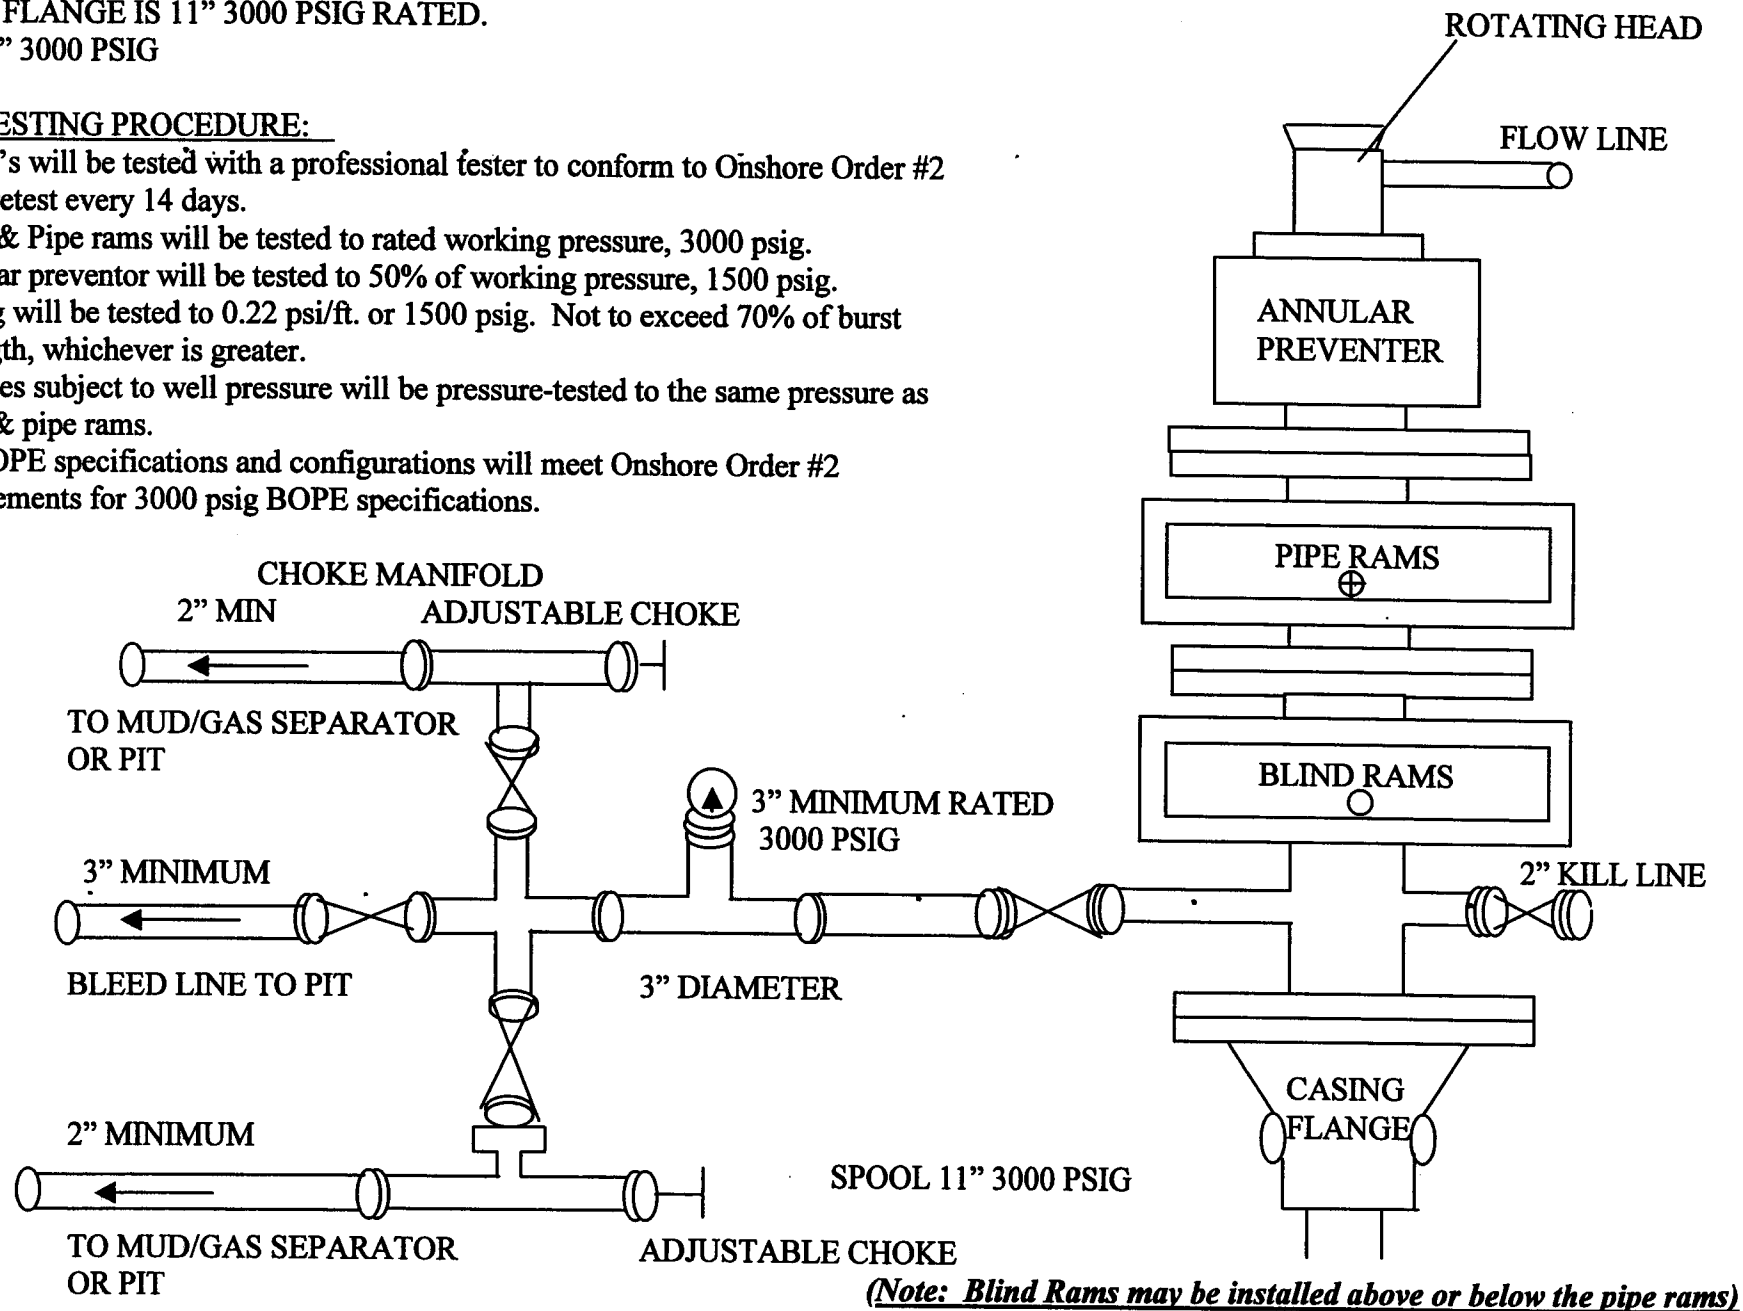 FLANGE IS 11” 3000 PSIG RATED.
” 3000 PSIG
ESTING PROCEDURE:
’s will be tested with a professional tester to conform to Onshore Order #2
etest every 14 days.
& Pipe rams will be tested to rated working pressure, 3000 psig.
ar preventor will be tested to 50% of working pressure, 1500 psig.
g will be tested to 0.22 psi/ft. or 1500 psig. Not to exceed 70% of burst
gth, whichever is greater.
es subject to well pressure will be pressure-tested to the same pressure as
& pipe rams.
OPE specifications and configurations will meet Onshore Order #2
ements for 3000 psig BOPE specifications.
ROTATING HEAD
FLOW LINE
ANNULAR
PREVENTER
PIPE RAMS
BLIND RAMS
2” KILL LINE
CASING
FLANGE
CHOKE MANIFOLD
2” MIN
ADJUSTABLE CHOKE
TO MUD/GAS SEPARATOR
OR PIT
3” MINIMUM RATED
3000 PSIG
3” MINIMUM
BLEED LINE TO PIT
3” DIAMETER
2” MINIMUM
SPOOL 11” 3000 PSIG
TO MUD/GAS SEPARATOR
OR PIT
ADJUSTABLE CHOKE
(Note: Blind Rams may be installed above or below the pipe rams)